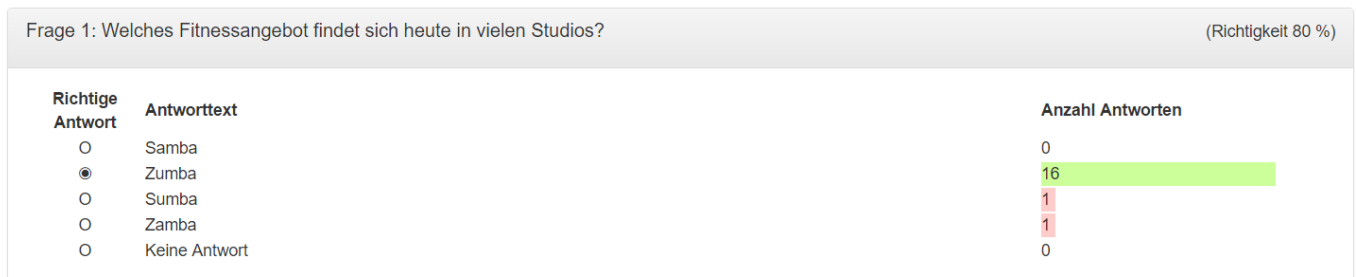 Frage 1: Welches Fitnessangebot findet sich heute in vielen Studios? (Richtigkeit 80 %)
Richtige Antwort Antworttext Anzahl Antworten
Samba 0
Zumba 16
Sumba 1
Zamba 1
Keine Antwort 0